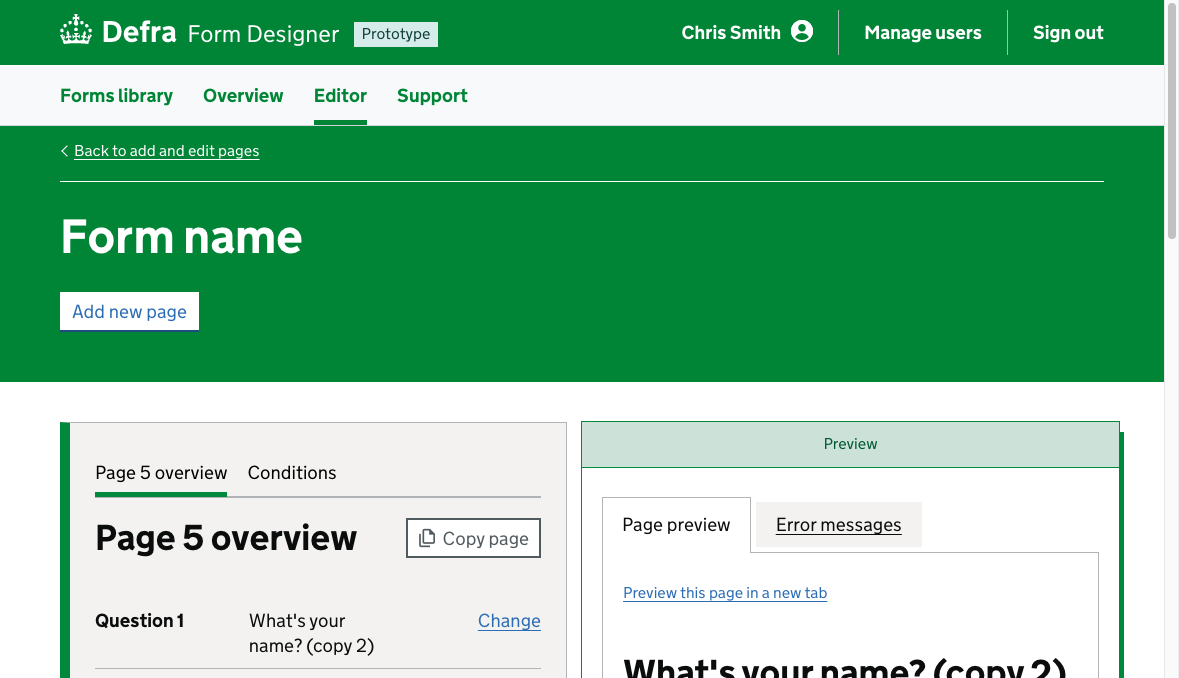 Defra Form Designer Prototype
Chris Smith Manage users Sign out
Forms library Overview Editor Support
Back to add and edit pages
Form name
Add new page
Page 5 overview Conditions
Page 5 overview
Copy page
Question 1 What's your name? (copy 2) Change
Preview
Page preview Error messages
Preview this page in a new tab
What's your name? (copy 2)